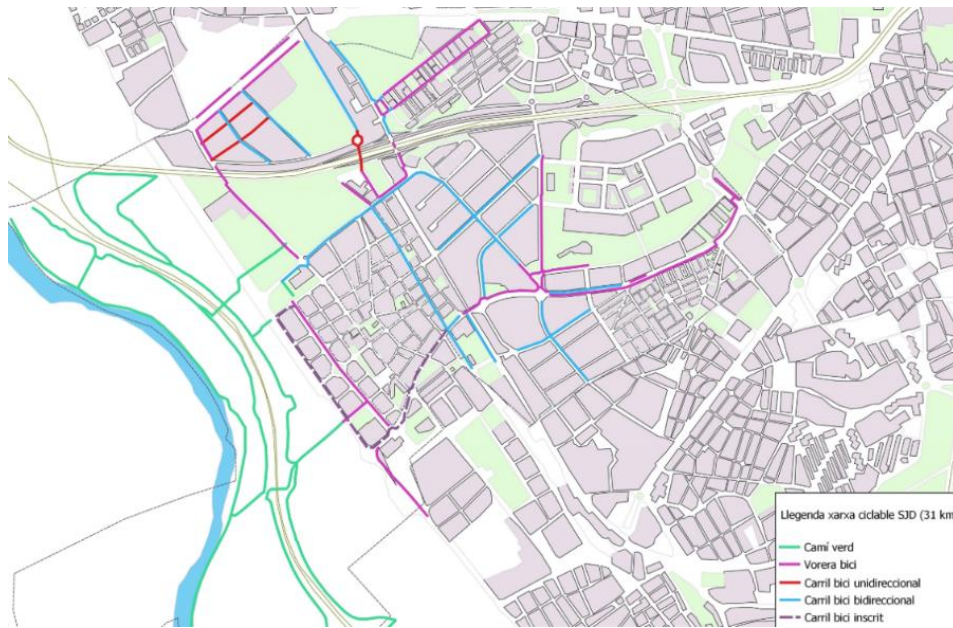 Llegenda xarxa ciclable SJD (31 km
Camí verd
Vorera bici
Carril bici unidireccional
Carril bici bidireccional
Carril bici inscrit